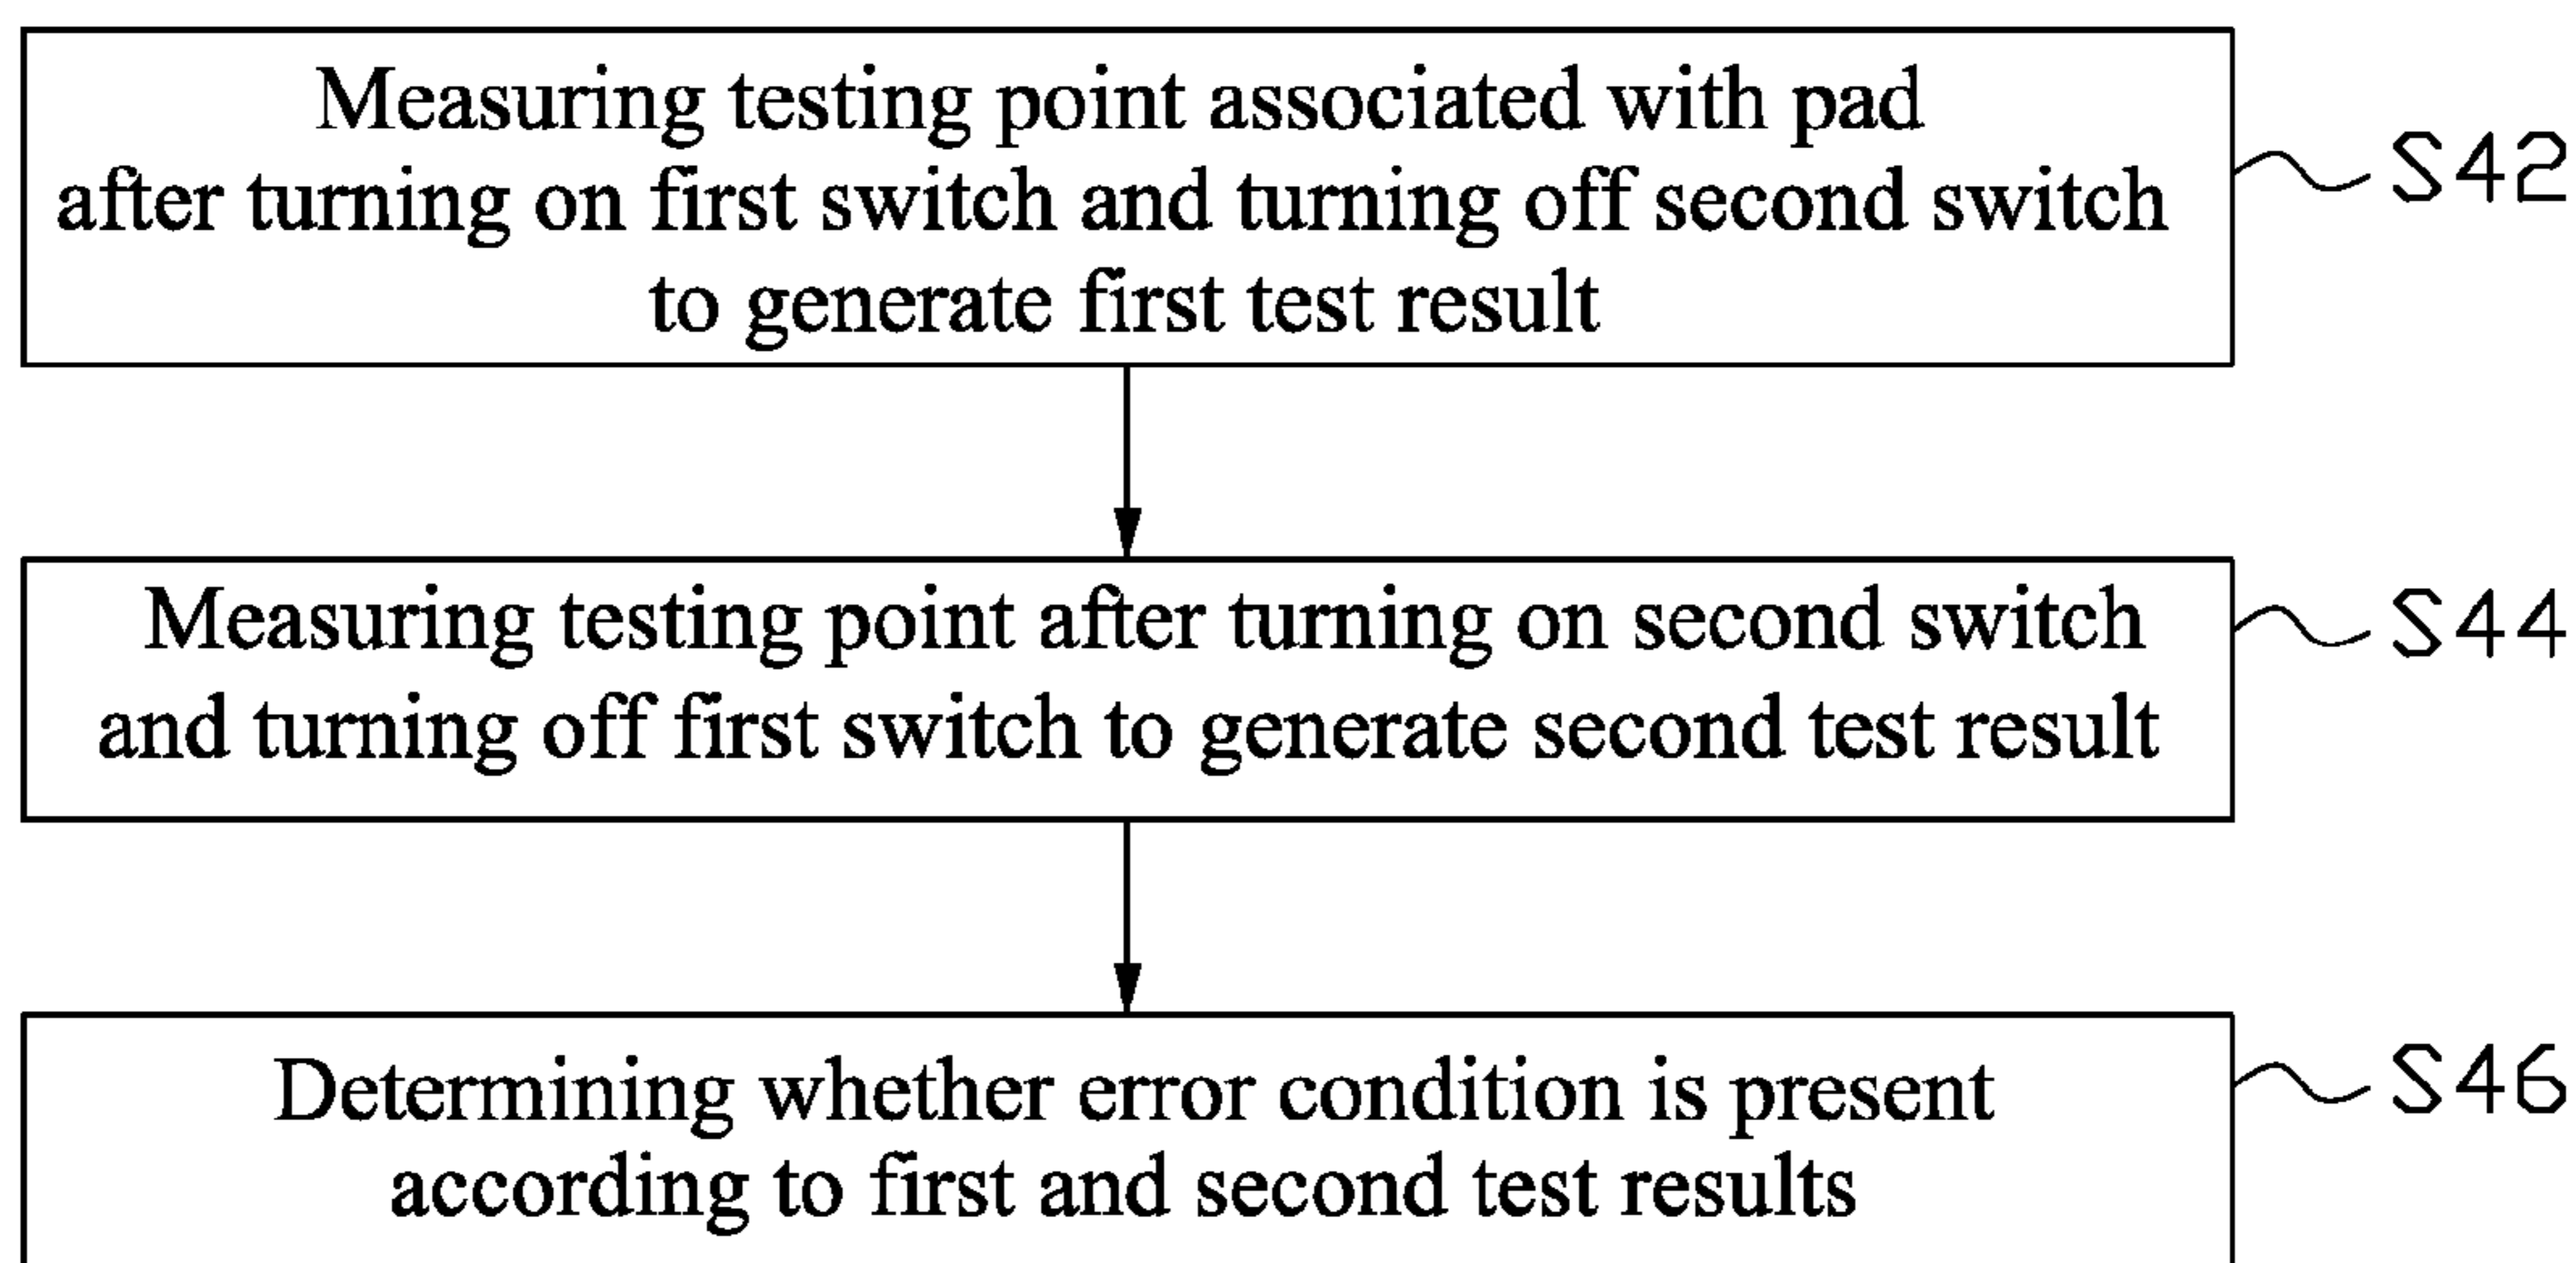 Measuring testing point associated with pad
after turning on first switch and turning off second switch
to generate first test result
S42
Measuring testing point after turning on second switch
and turning off first switch to generate second test result
S44
Determining whether error condition is present
according to first and second test results
S46